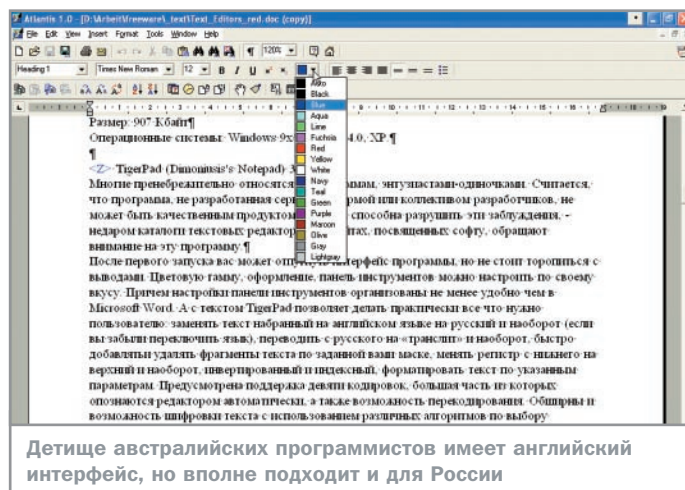 Atlantis 1.0 - [D:\Arbeit\Freeware\_text\Text_Editors_red.doc (copy)]
File Edit View Insert Format Tools Window Help
120%
Heading 1 Times New Roman 12 B I U
Auto
Black
Blue
Aqua
Lime
Fuchsia
Red
Yellow
White
Navy
Teal
Green
Purple
Maroon
Olive
Gray
Lightgray
Размер: 907 Кбайт¶
Операционные системы: Windows 9x 4.0, XP.¶
¶
<Z> TigerPad (Dimoniusis's Notepad) 3
Многие пренебрежительно относятся ммам, энтузиастами-одиночками. Считается,
что программа, не разработанная сер рмой или коллективом разработчиков, не
может быть качественным продуктом способна разрушить эти заблуждения, -
недаром каталоги текстовых редактор тах, посвященных софту, обращают
внимание на эту программу.¶
После первого запуска вас может отпугнуть интерфейс программы, но не стоит торопиться с
выводами. Цветовую гамму, оформление, панель инструментов можно настроить по своему
вкусу. Причем настройки панели инструментов организованы не менее удобно чем в
Microsoft Word. А с текстом TigerPad позволяет делать практически все что нужно
пользователю: заменять текст набранный на английском языке на русский и наоборот (если
вы забыли переключить язык), переводить с русского на «транслит» и наоборот, быстро
добавлять и удалять фрагменты текста по заданной вами маске, менять регистр с нижнего на
верхний и наоборот, инвертированный и индексный, форматировать текст по указанным
параметрам. Предусмотрена поддержка девяти кодировок, большая часть из которых
опознаются редактором автоматически, а также возможность перекодирования. Обширны и
возможность шифровки текста с использованием различных алгоритмов по выбору
Детище австралийских программистов имеет английский
интерфейс, но вполне подходит и для России